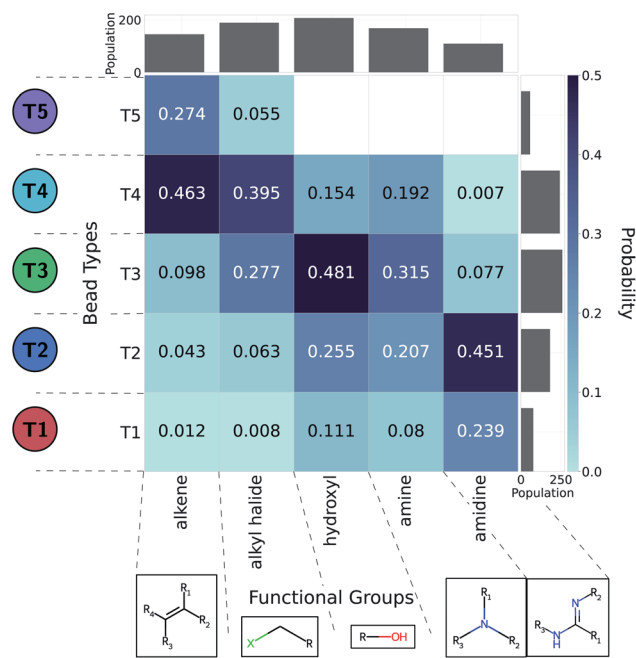 200
0
Population
T5
T5
0.274
0.055
0.5
T4
T4
0.463
0.395
0.154
0.192
0.007
0.4
Bead Types
T3
T3
0.098
0.277
0.481
0.315
0.077
0.3
Probability
T2
T2
0.043
0.063
0.255
0.207
0.451
0.2
T1
T1
0.012
0.008
0.111
0.08
0.239
0.1
0.0
0
250
Population
alkene
alkyl halide
hydroxyl
amine
amidine
Functional Groups
R₁
R₄
R₂
R₃
X
R
R—OH
R₁
N
R₃
R₂
R₂
N
R₃
N
H
R₁